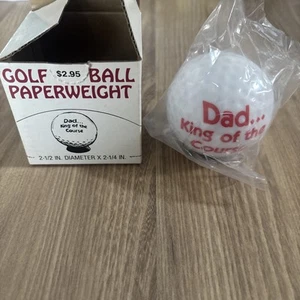 GOLF $2.95 BALL
PAPERWEIGHT
Dad...
King of the
Course
2-1/2 IN. DIAMETER X 2-1/4 IN.
Dad...
King of the
Course